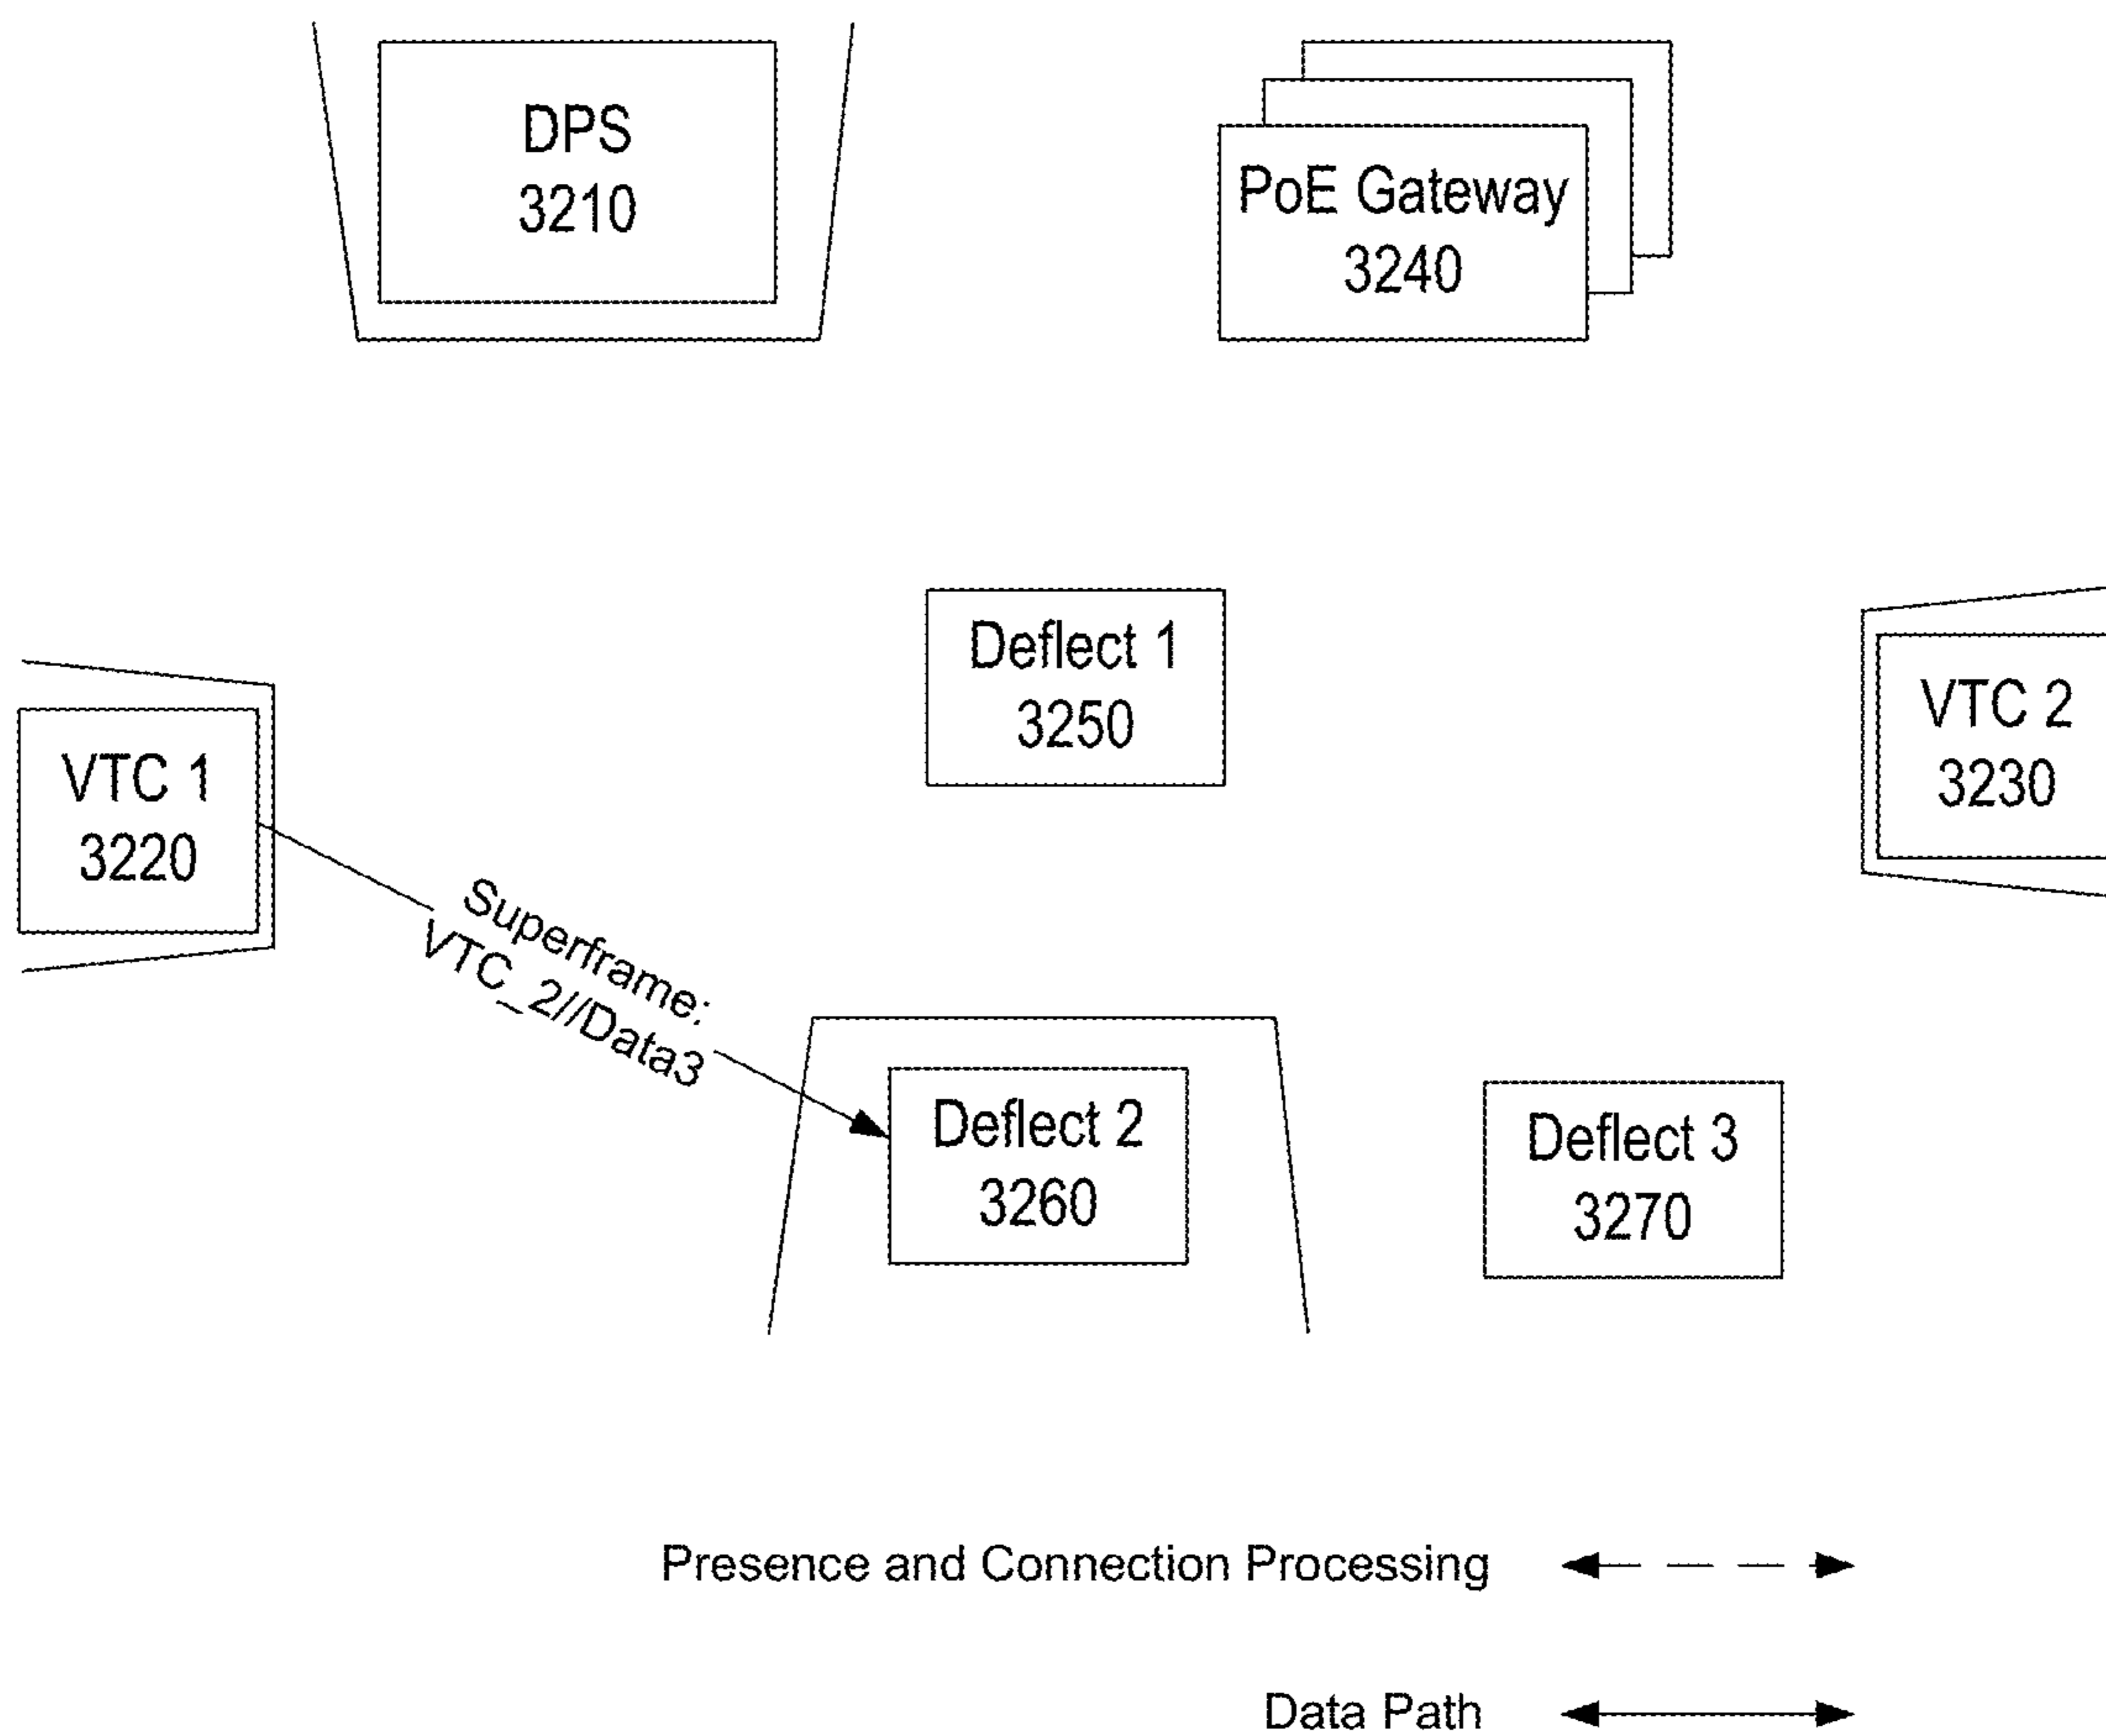 DPS
3210
PoE Gateway
3240
Deflect 1
3250
VTC 1
3220
VTC 2
3230
Superframe:
VTC_2//Data3
Deflect 2
3260
Deflect 3
3270
Presence and Connection Processing
Data Path